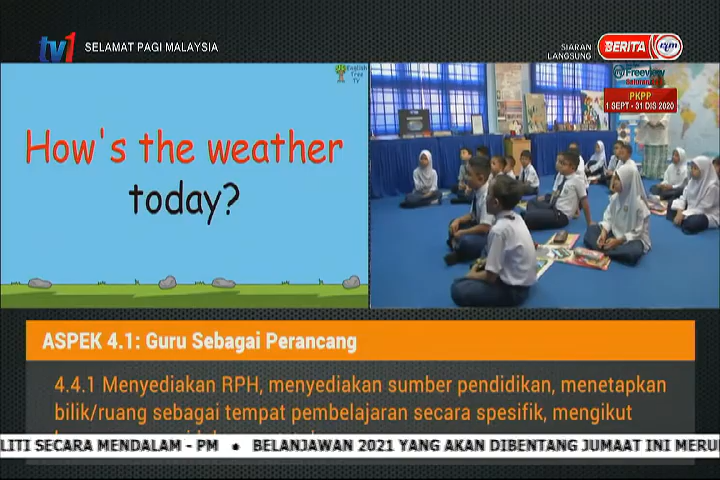 tv1
SELAMAT PAGI MALAYSIA
SIARAN
LANGSUNG
BERITA
rtm
myFreeview
Saluran
PKPP
1 SEPT - 31 DIS 2020
English
Tree
TV
How's the weather
today?
ASPEK 4.1: Guru Sebagai Perancang
4.4.1 Menyediakan RPH, menyediakan sumber pendidikan, menetapkan
bilik/ruang sebagai tempat pembelajaran secara spesifik, mengikut
LITI SECARA MENDALAM - PM • BELANJAWAN 2021 YANG AKAN DIBENTANG JUMAAT INI MERU